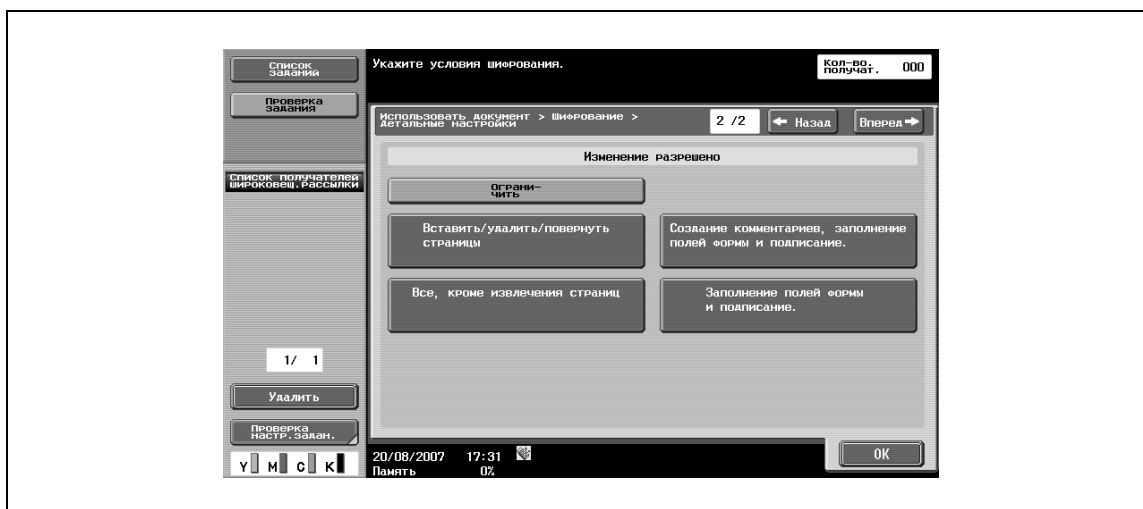 Список
заданий
Проверка
задания
Список получателей
широковещ.рассылки
1/ 1
Удалить
Проверка
настр.задан.
Y M C K
Укажите условия шифрования.
Кол-во.
получат. 000
Использовать документ > Шифрование >
детальные настройки
2 /2
Назад
Вперед
Изменение разрешено
Ограни-
чить
Вставить/удалить/повернуть
страницы
Создание комментариев, заполнение
полей формы и подписание.
Все, кроме извлечения страниц
Заполнение полей формы
и подписание.
20/08/2007 17:31
Память 0%
OK